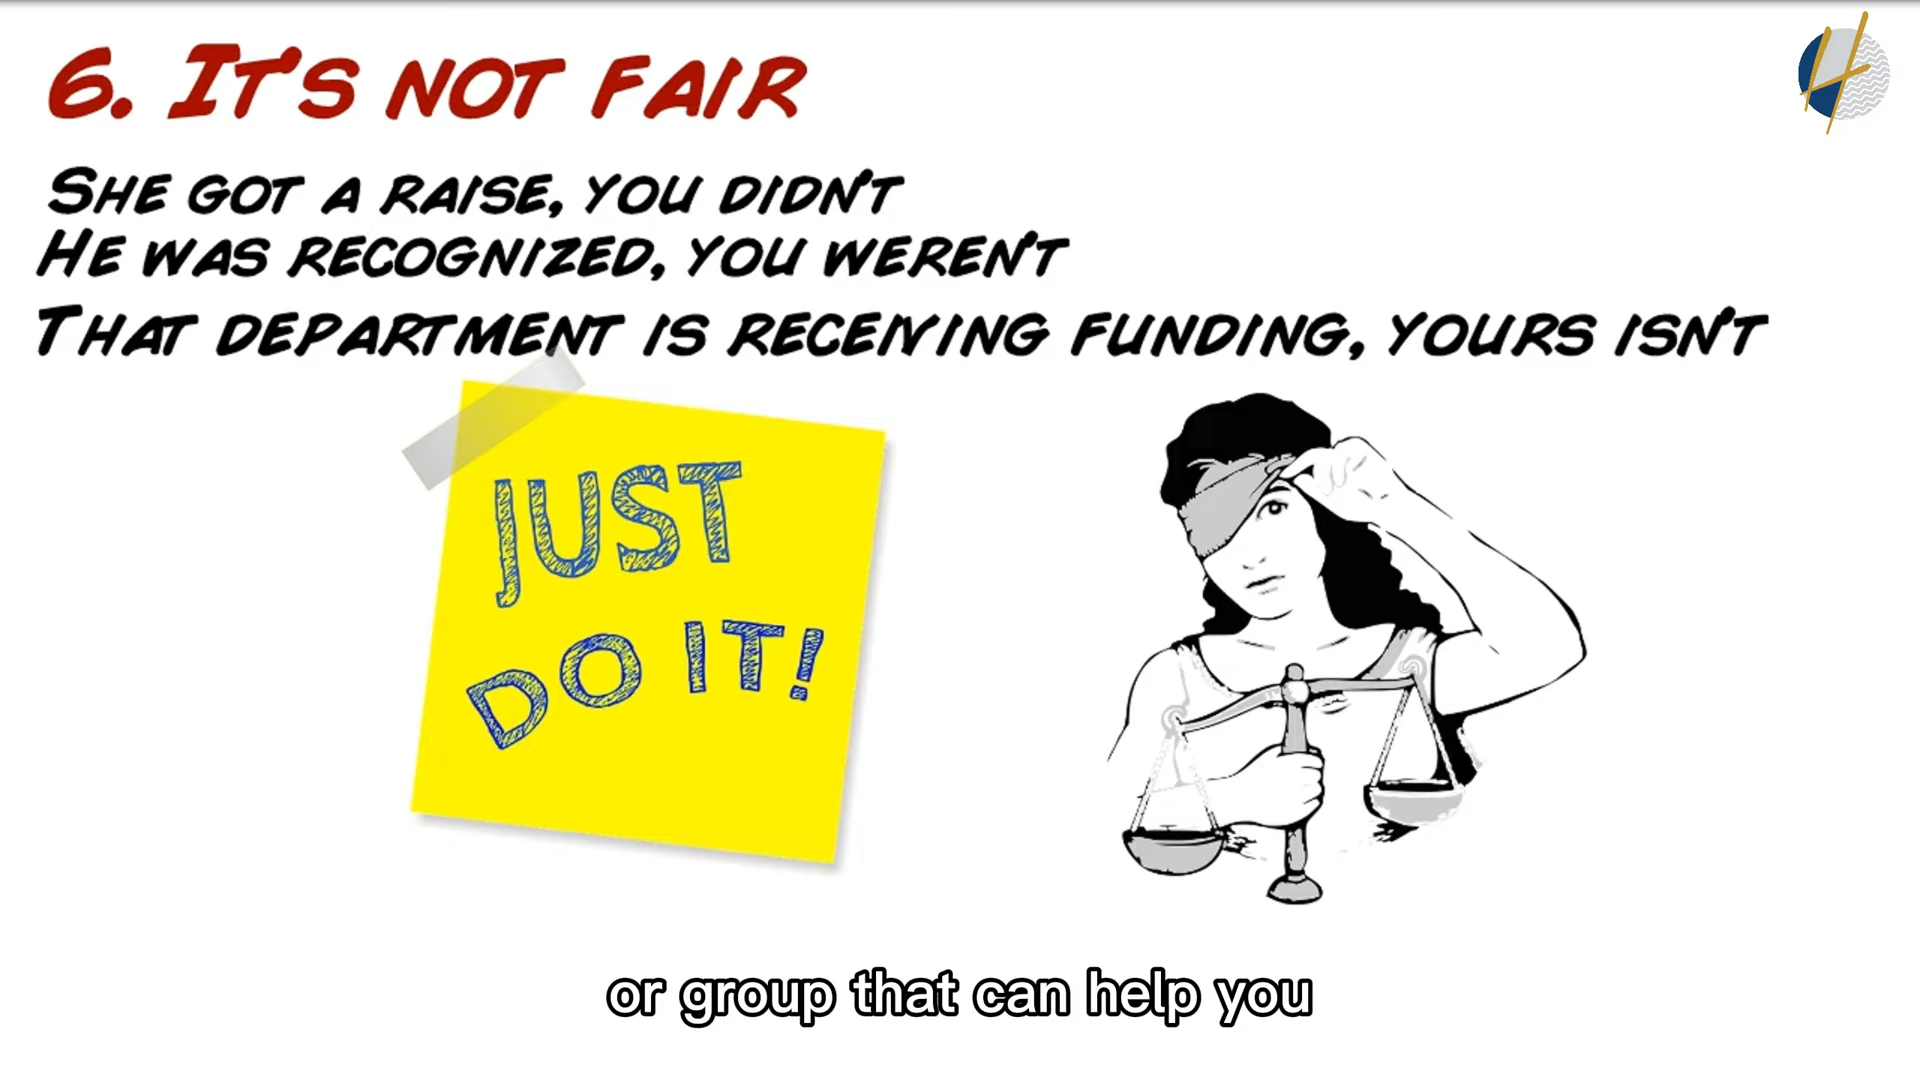 6. IT'S NOT FAIR
SHE GOT A RAISE, YOU DIDN'T
HE WAS RECOGNIZED, YOU WEREN'T
THAT DEPARTMENT IS RECEIVING FUNDING, YOURS ISN'T
JUST
DO IT!
or group that can help you